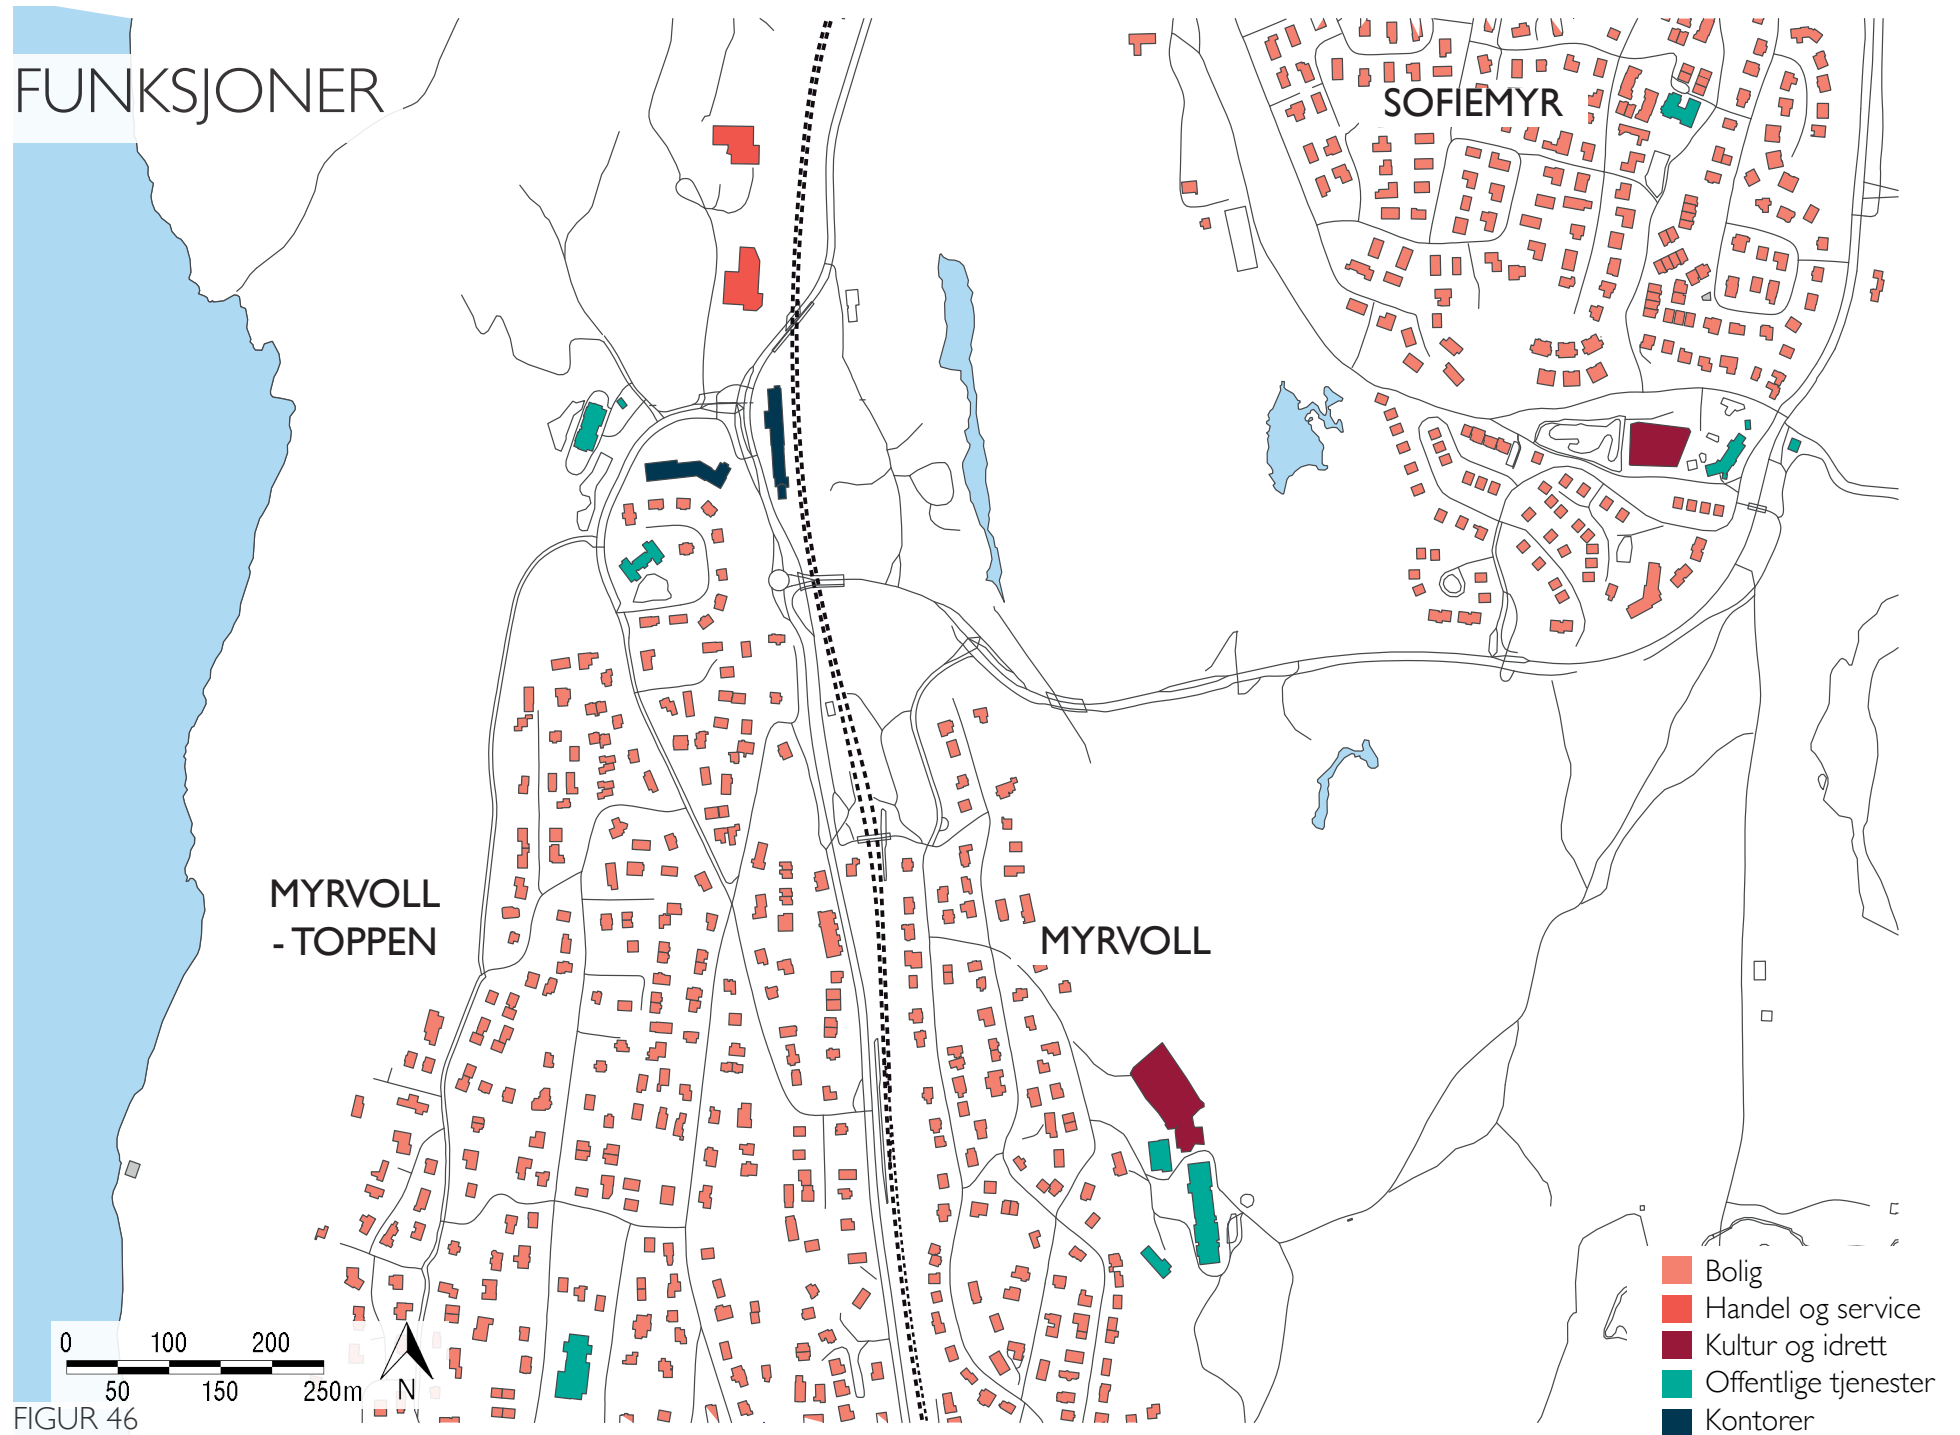 FUNKSJONER
SOFIEMYR
MYRVOLL
- TOPPEN
MYRVOLL
0 100 200
50 150 250m
N
FIGUR 46
Bolig
Handel og service
Kultur og idrett
Offentlige tjenester
Kontorer